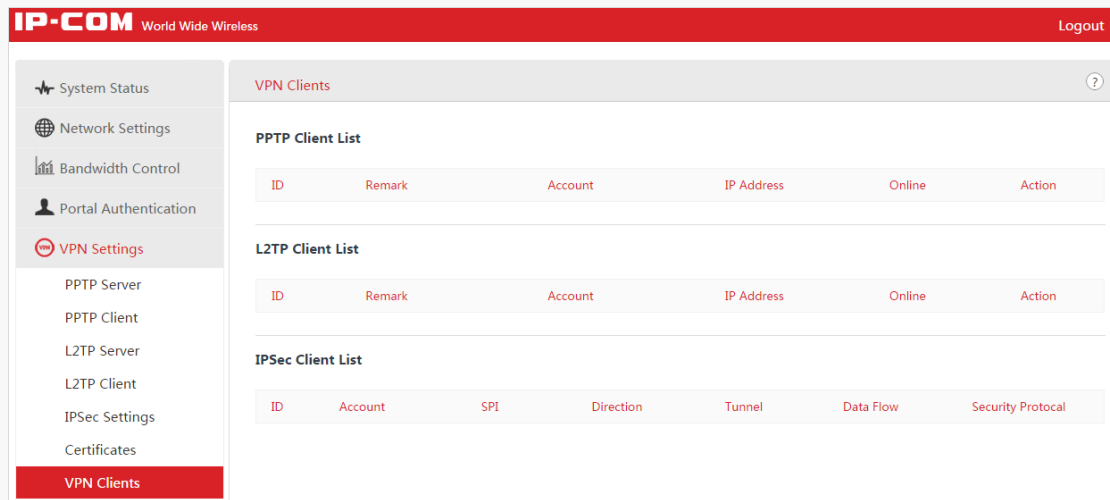 IP-COM World Wide Wireless
Logout
System Status
Network Settings
Bandwidth Control
Portal Authentication
VPN VPN Settings
PPTP Server
PPTP Client
L2TP Server
L2TP Client
IPSec Settings
Certificates
VPN Clients
VPN Clients ?
PPTP Client List
ID Remark Account IP Address Online Action
L2TP Client List
ID Remark Account IP Address Online Action
IPSec Client List
ID Account SPI Direction Tunnel Data Flow Security Protocal